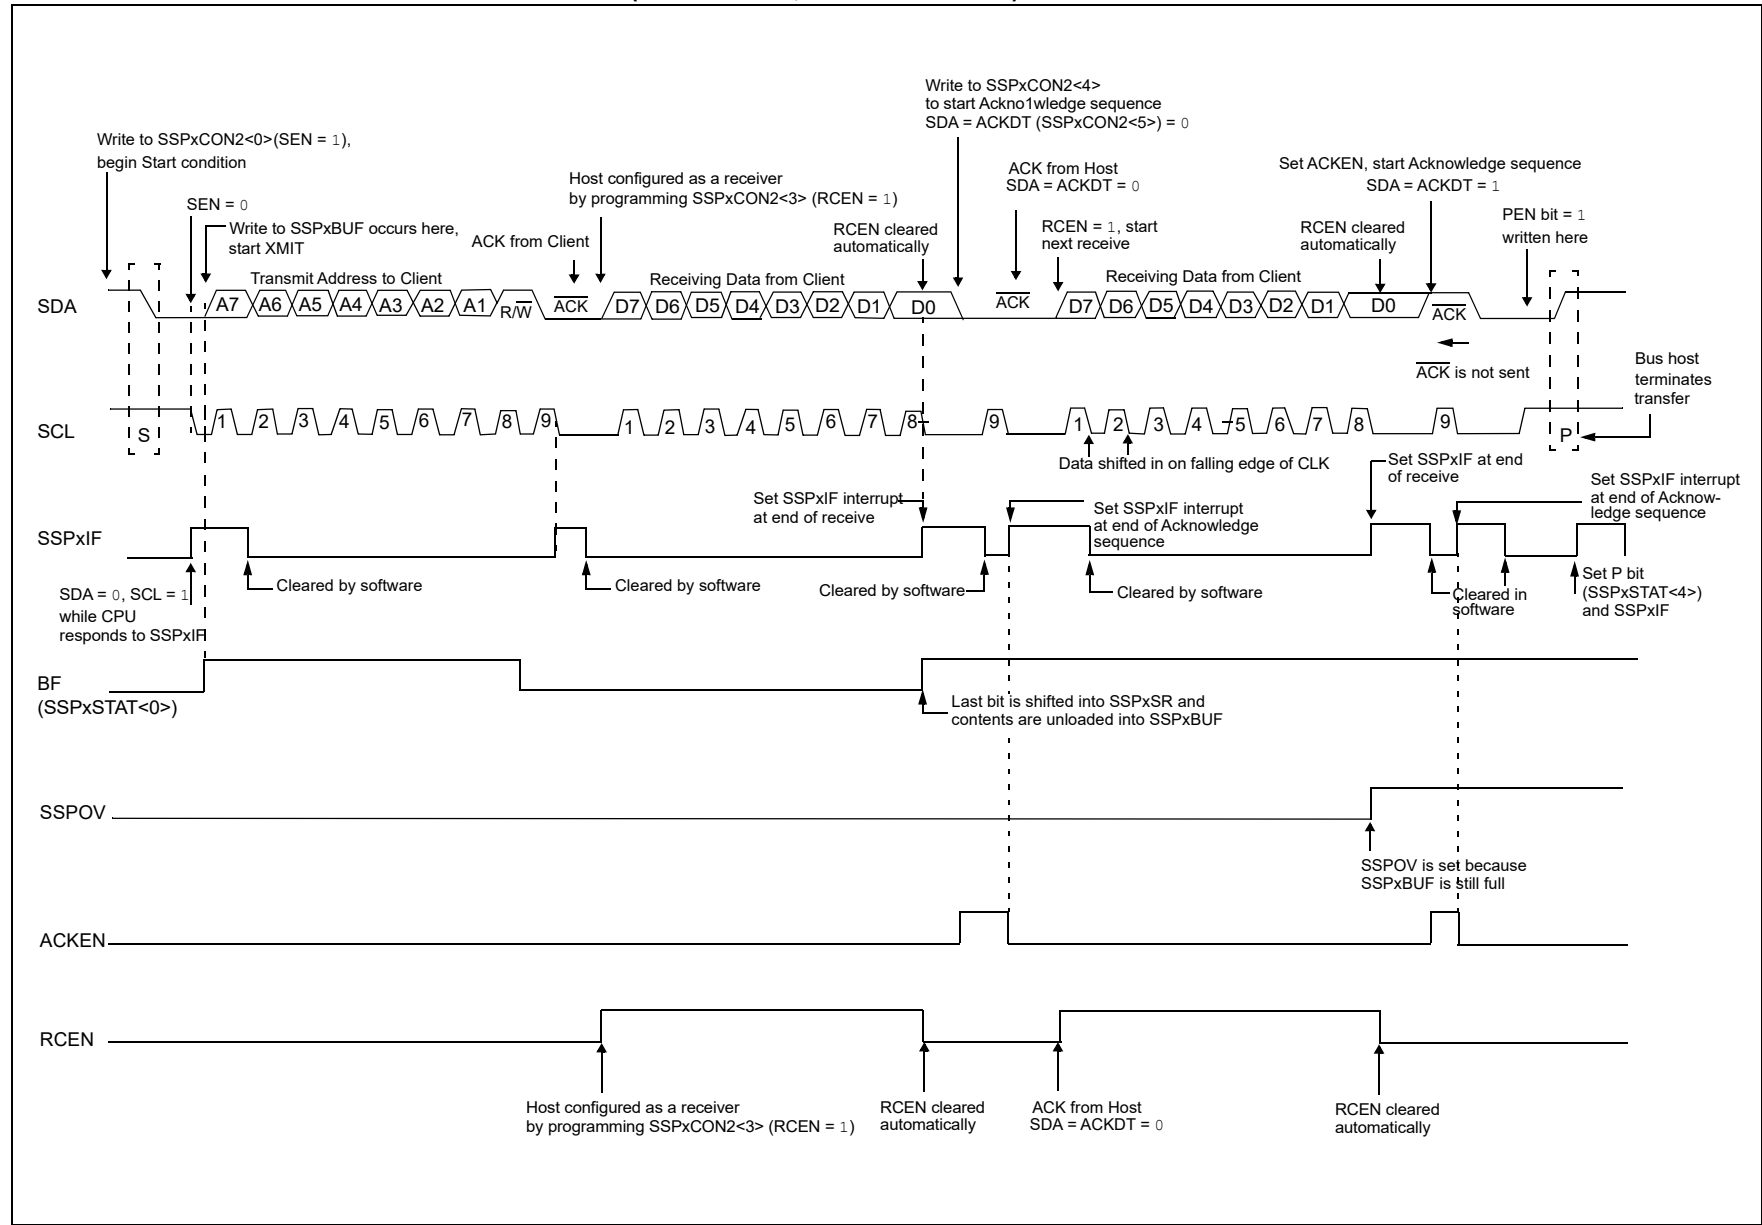 Write to SSPxCON2<4>
to start Ackno1wledge sequence
SDA = ACKDT (SSPxCON2<5>) = 0
Write to SSPxCON2<0>(SEN = 1),
begin Start condition
ACK from Host
SDA = ACKDT = 0
Set ACKEN, start Acknowledge sequence
SDA = ACKDT = 1
Host configured as a receiver
by programming SSPxCON2<3> (RCEN = 1)
SEN = 0
Write to SSPxBUF occurs here,
start XMIT
ACK from Client
RCEN cleared
automatically
RCEN = 1, start
next receive
RCEN cleared
automatically
PEN bit = 1
written here
Transmit Address to Client
Receiving Data from Client
Receiving Data from Client
SDA
A7 A6 A5 A4 A3 A2 A1 R/W ACK D7 D6 D5 D4 D3 D2 D1 D0 ACK D7 D6 D5 D4 D3 D2 D1 D0 ACK
ACK is not sent
Bus host
terminates
transfer
SCL
S 1 2 3 4 5 6 7 8 9 1 2 3 4 5 6 7 8 9 1 2 3 4 5 6 7 8 9 P
Data shifted in on falling edge of CLK
Set SSPxIF at end
of receive
Set SSPxIF interrupt
at end of receive
Set SSPxIF interrupt
at end of Acknowledge
sequence
Set SSPxIF interrupt
at end of Acknow-
ledge sequence
SSPxIF
SDA = 0, SCL = 1
while CPU
responds to SSPxIF
Cleared by software
Cleared by software
Cleared by software
Cleared by software
Cleared in
software
Set P bit
(SSPxSTAT<4>)
and SSPxIF
BF
(SSPxSTAT<0>)
Last bit is shifted into SSPxSR and
contents are unloaded into SSPxBUF
SSPOV
SSPOV is set because
SSPxBUF is still full
ACKEN
RCEN
Host configured as a receiver
by programming SSPxCON2<3> (RCEN = 1)
RCEN cleared
automatically
ACK from Host
SDA = ACKDT = 0
RCEN cleared
automatically